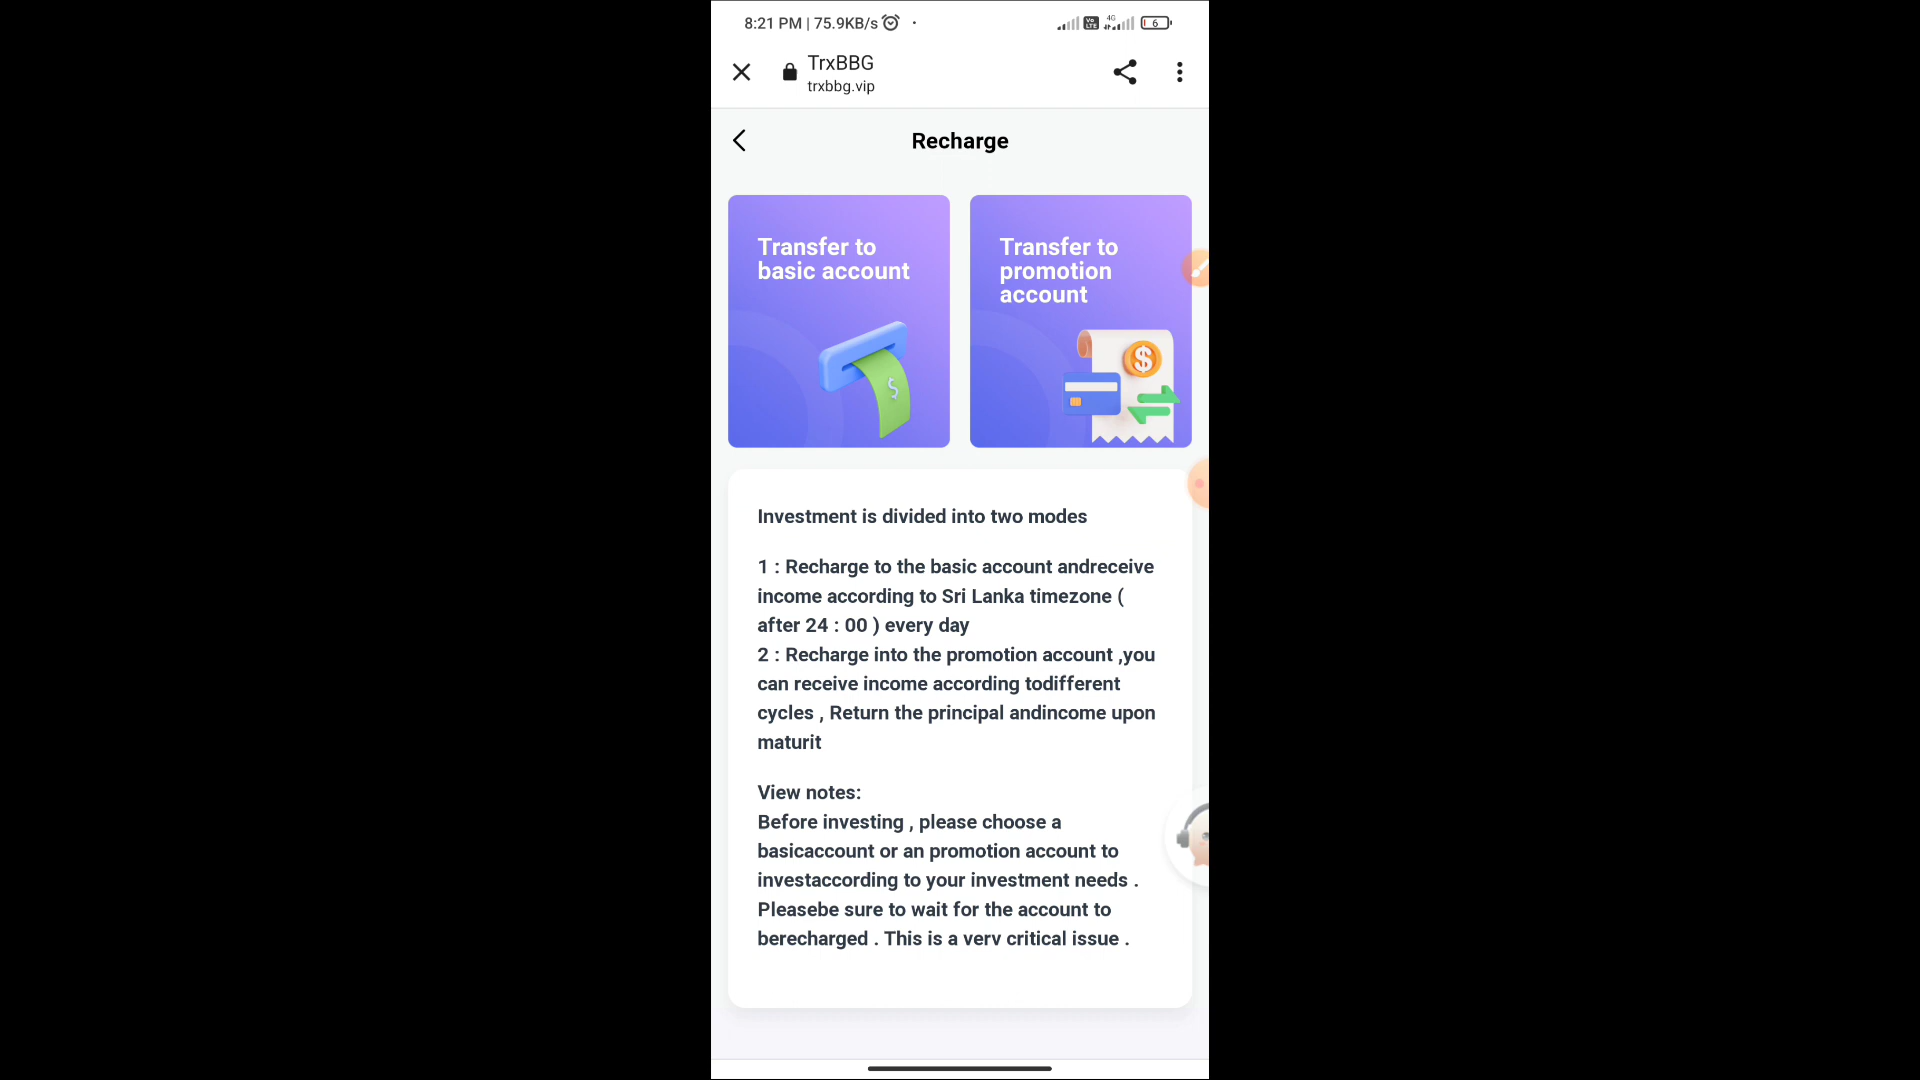 8:21 PM | 75.9KB/s
Vo LTE 4G 6
TrxBBG
trxbbg.vip
Recharge
Transfer to
basic account
Transfer to
promotion
account
Investment is divided into two modes
1 : Recharge to the basic account andreceive
income according to Sri Lanka timezone (
after 24 : 00 ) every day
2 : Recharge into the promotion account ,you
can receive income according todifferent
cycles , Return the principal andincome upon
maturit
View notes:
Before investing , please choose a
basicaccount or an promotion account to
investaccording to your investment needs .
Pleasebe sure to wait for the account to
berecharged . This is a verv critical issue .